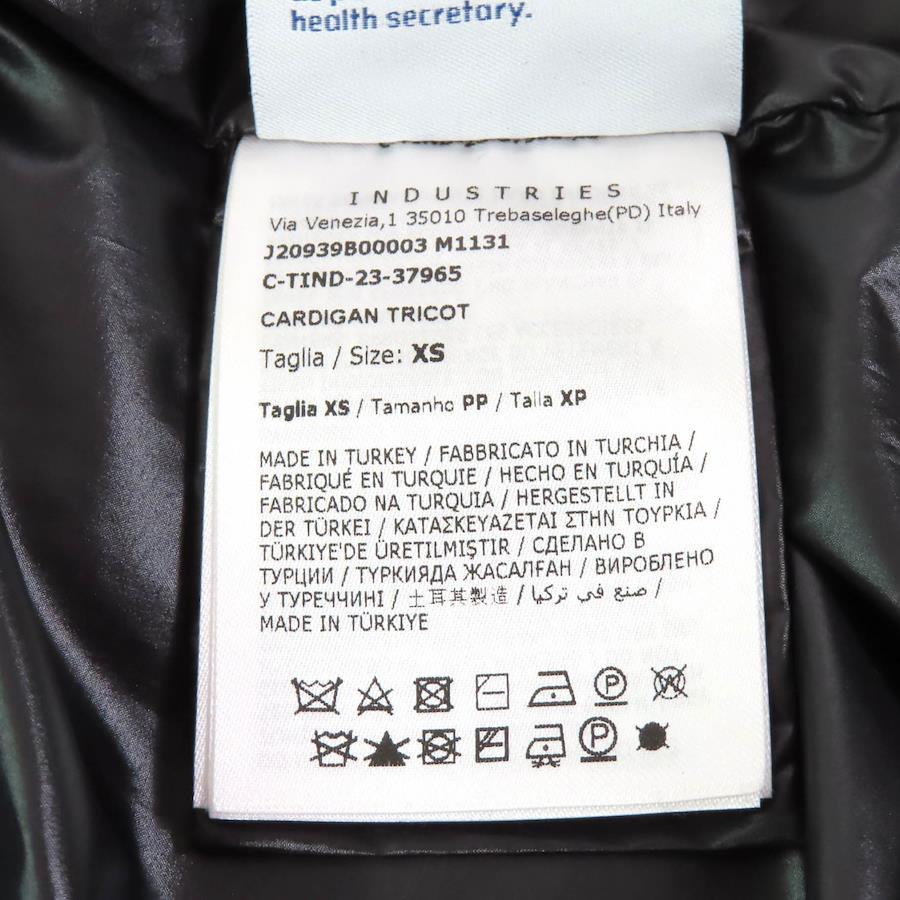 health secretary.
INDUSTRIES
Via Venezia,1 35010 Trebaseleghe(PD) Italy
J20939B00003 M1131
C-TIND-23-37965
CARDIGAN TRICOT
Taglia / Size: XS
Taglia XS / Tamanho PP / Talla XP
MADE IN TURKEY / FABBRICATO IN TURCHIA /
FABRIQUÉ EN TURQUIE / HECHO EN TURQUÍA /
FABRICADO NA TURQUIA / HERGESTELLT IN
DER TÜRKEI / ΚΑΤΑΣΚΕΥΑΖΕΤΑΙ ΣΤΗΝ ΤΟΥΡΚΙΑ /
TÜRKİYE'DE ÜRETILMIŞTIR / СДЕЛАНО В
ТУРЦИИ / ТҮРКИЯДА ЖАСАЛҒАН / ВИРОБЛЕНО
У ТУРЕЧЧИНІ / 土耳其製造 / صنع في تركيا /
MADE IN TÜRKIYE
P W
P